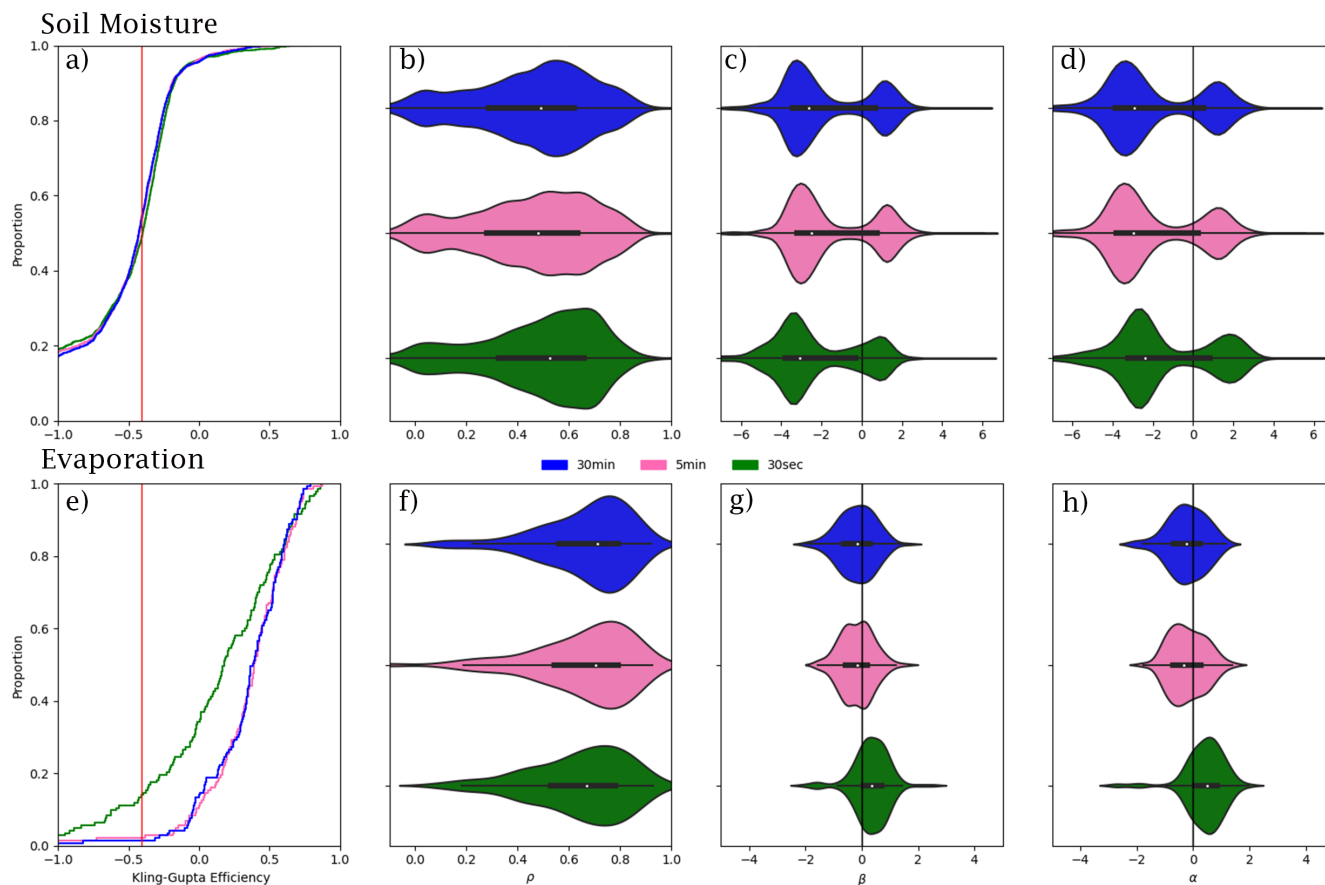 Soil Moisture
a) b) c) d)
1.0
0.8
0.6
0.4
0.2
0.0
Proportion
−1.0 −0.5 0.0 0.5 1.0
0.0 0.2 0.4 0.6 0.8 1.0
−6 −4 −2 0 2 4 6
−6 −4 −2 0 2 4 6
Evaporation
30min 5min 30sec
e) f) g) h)
1.0
0.8
0.6
0.4
0.2
0.0
Proportion
−1.0 −0.5 0.0 0.5 1.0
0.0 0.2 0.4 0.6 0.8 1.0
−4 −2 0 2 4
−4 −2 0 2 4
Kling-Gupta Efficiency
ρ
β
α